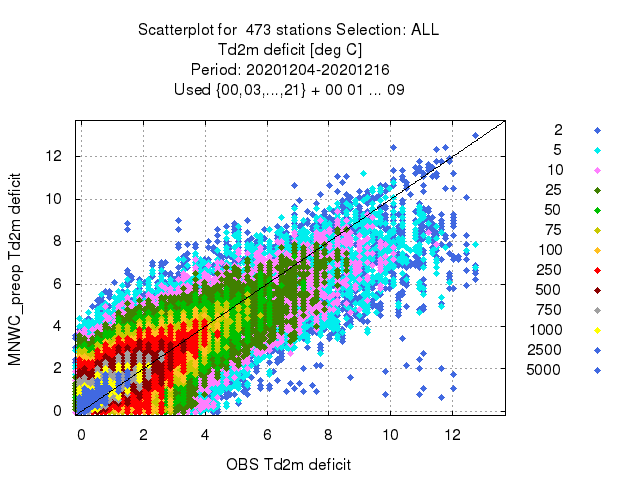 Scatterplot for 473 stations Selection: ALL
Td2m deficit [deg C]
Period: 20201204-20201216
Used {00,03,...,21} + 00 01 ... 09
MNWC_preop Td2m deficit
12
10
8
6
4
2
0
0 2 4 6 8 10 12
OBS Td2m deficit
2
5
10
25
50
75
100
250
500
750
1000
2500
5000